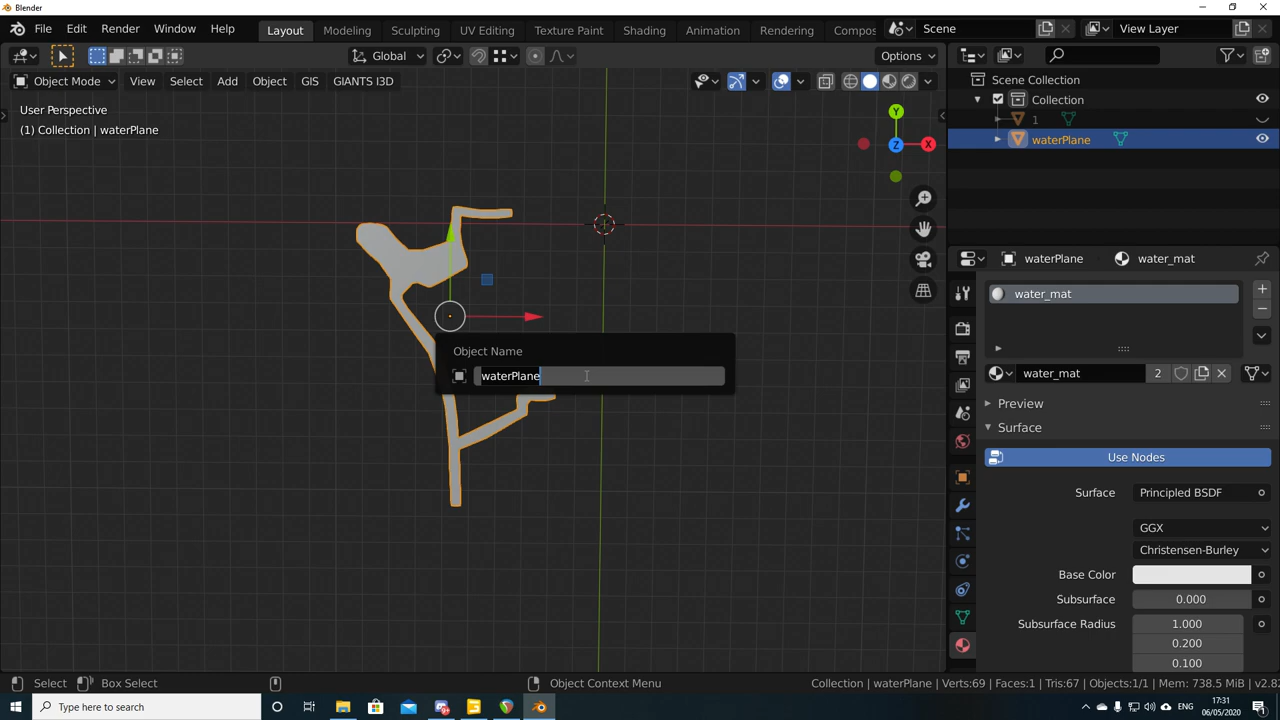 Blender
File Edit Render Window Help
Layout Modeling Sculpting UV Editing Texture Paint Shading Animation Rendering Compos
Scene
View Layer
Global
Options
Object Mode View Select Add Object GIS GIANTS I3D
User Perspective
(1) Collection | waterPlane
Y
Z
X
Object Name
waterPlane
Scene Collection
Collection
1
waterPlane
waterPlane
water_mat
water_mat
water_mat 2
Preview
Surface
Use Nodes
Surface Principled BSDF
GGX
Christensen-Burley
Base Color
Subsurface 0.000
Subsurface Radius 1.000
0.200
0.100
Select Box Select Object Context Menu Collection | waterPlane | Verts:69 | Faces:1 | Tris:67 | Objects:1/1 | Mem: 738.5 MiB | v2.82
Type here to search
ENG
17:31
06/05/2020
1